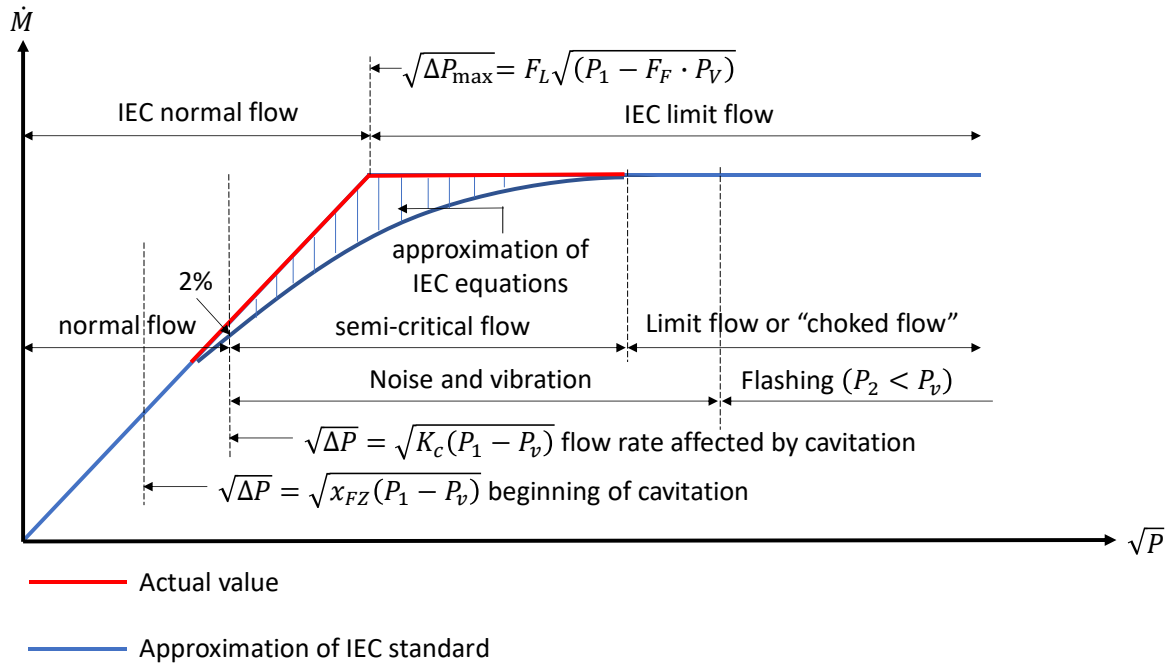 Ṁ
√ΔP_max = F_L √(P_1 − F_F · P_V)
IEC normal flow
IEC limit flow
approximation of
IEC equations
2%
normal flow
semi-critical flow
Limit flow or “choked flow”
Noise and vibration
Flashing (P_2 < P_v)
√ΔP = √K_c(P_1 − P_v) flow rate affected by cavitation
√ΔP = √x_FZ(P_1 − P_v) beginning of cavitation
√P
Actual value
Approximation of IEC standard